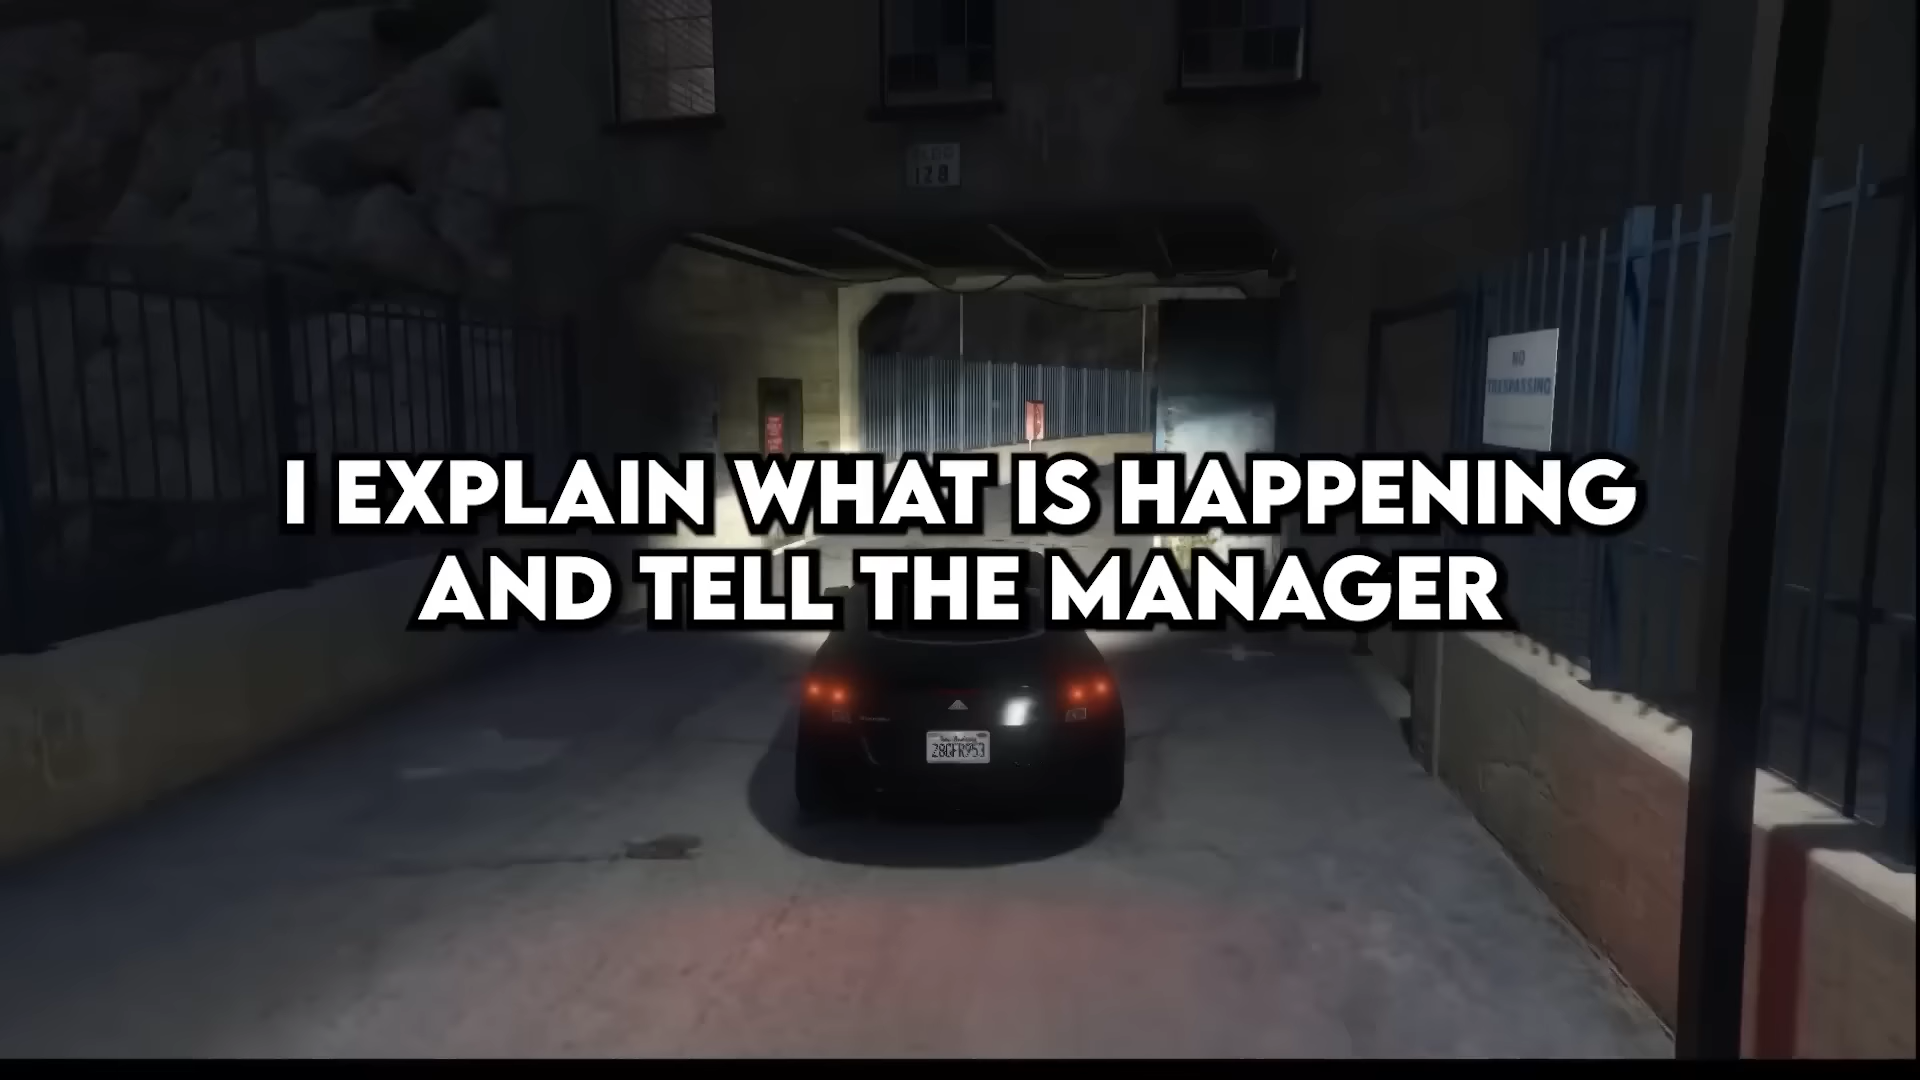 128
NO
TRESPASSING
I EXPLAIN WHAT IS HAPPENING
AND TELL THE MANAGER
28GFR953